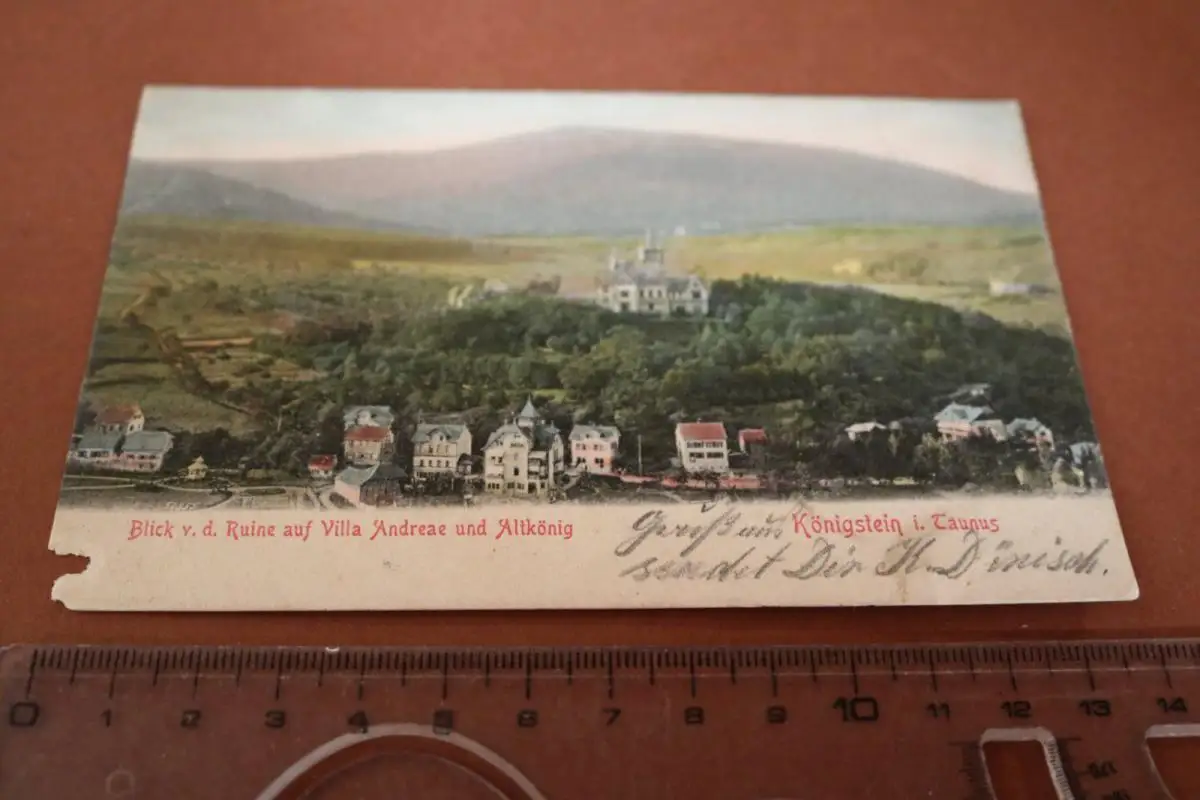 Blick v. d. Ruine auf Villa Andreae und Altkönig
Gruß aus Königstein i. Taunus
sendet Dir K. Dinisch.
0 1 2 3 4 5 6 7 8 9 10 11 12 13 14